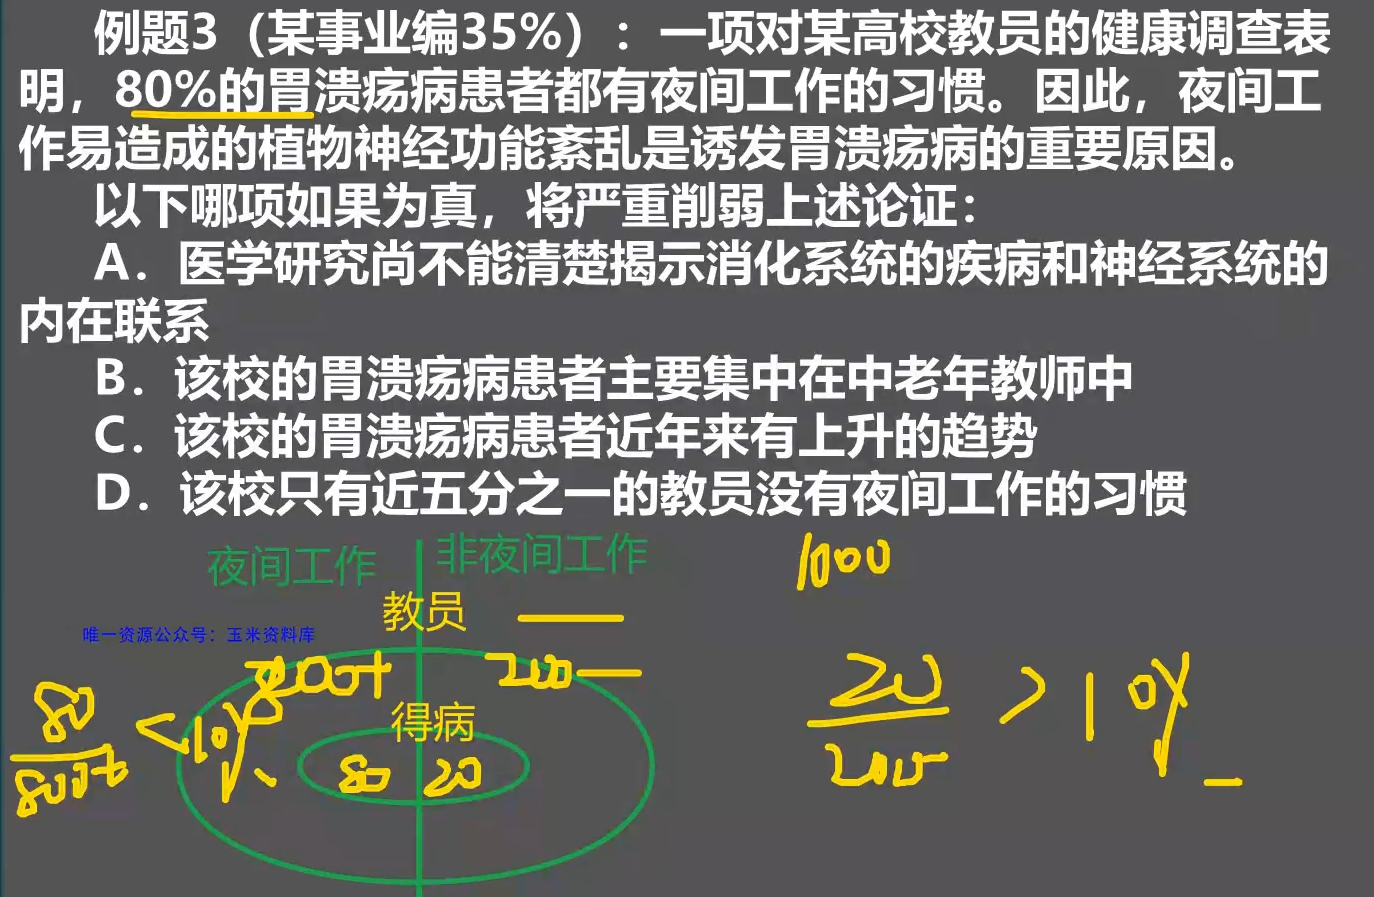 例题3（某事业编35%）：一项对某高校教员的健康调查表
明，80%的胃溃疡病患者都有夜间工作的习惯。因此，夜间工
作易造成的植物神经功能紊乱是诱发胃溃疡病的重要原因。
以下哪项如果为真，将严重削弱上述论证：
A．医学研究尚不能清楚揭示消化系统的疾病和神经系统的
内在联系
B．该校的胃溃疡病患者主要集中在中老年教师中
C．该校的胃溃疡病患者近年来有上升的趋势
D．该校只有近五分之一的教员没有夜间工作的习惯
夜间工作 非夜间工作
1000
教员
唯一资源公众号：玉米资料库
800+ 200-
得病
80 20
80/800+ <10%
20/200- >10%